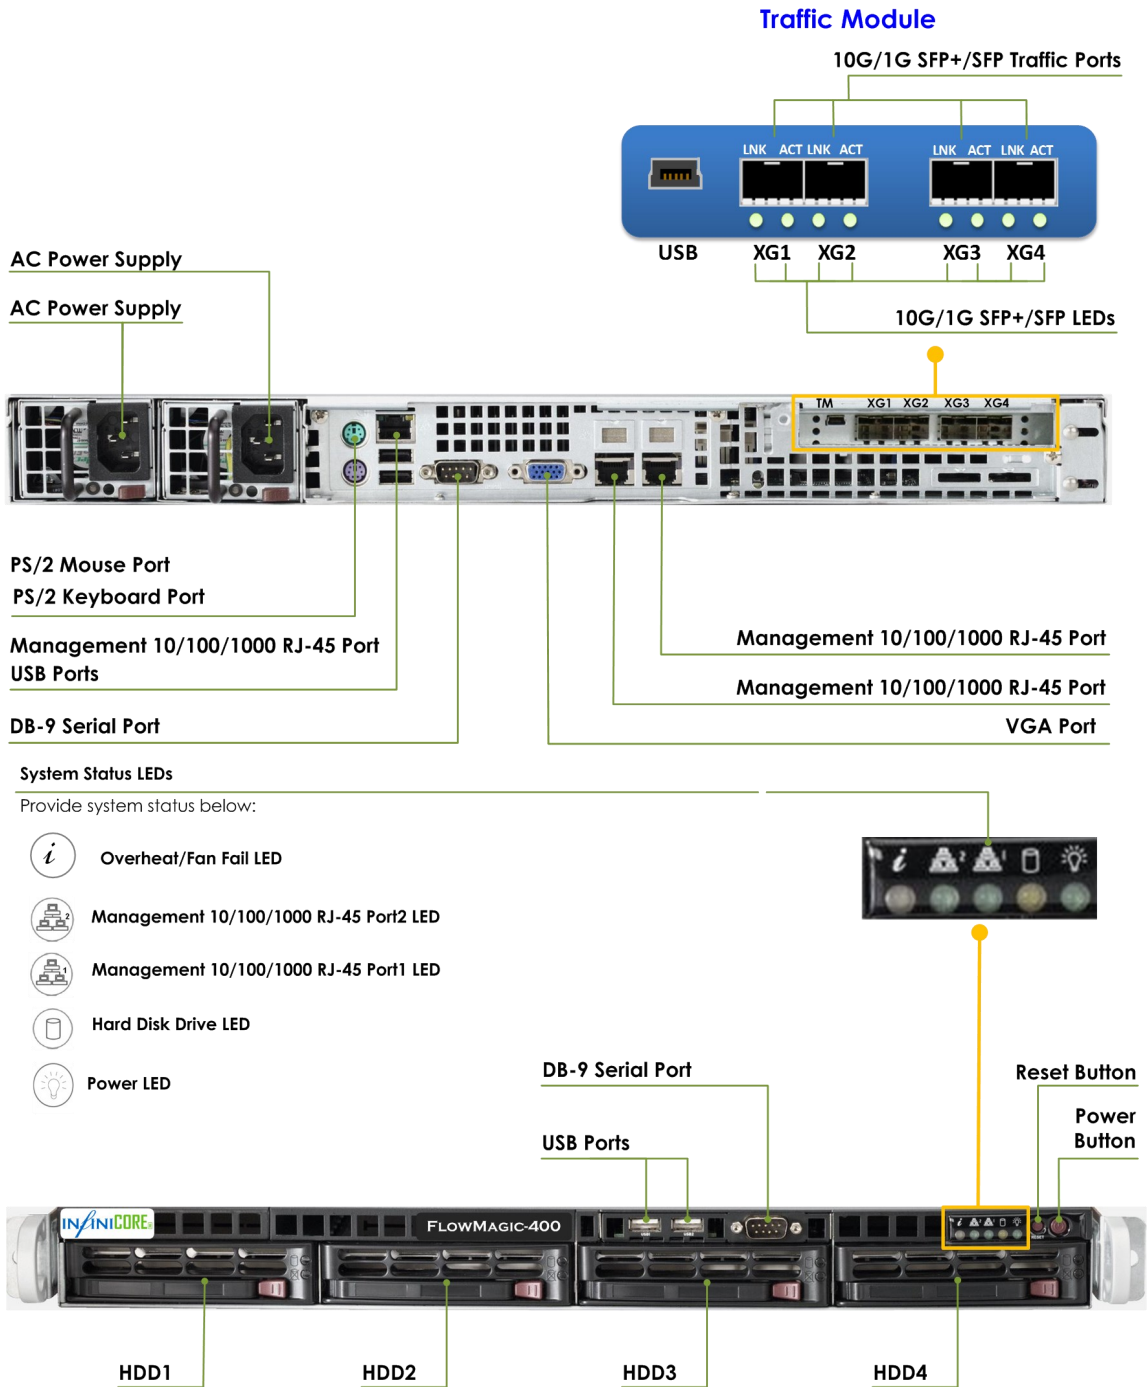 Traffic Module
10G/1G SFP+/SFP Traffic Ports
LNK ACT LNK ACT
LNK ACT LNK ACT
USB XG1 XG2 XG3 XG4
10G/1G SFP+/SFP LEDs
AC Power Supply
AC Power Supply
TM XG1 XG2 XG3 XG4
PS/2 Mouse Port
PS/2 Keyboard Port
Management 10/100/1000 RJ-45 Port
USB Ports
DB-9 Serial Port
Management 10/100/1000 RJ-45 Port
Management 10/100/1000 RJ-45 Port
VGA Port
System Status LEDs
Provide system status below:
i Overheat/Fan Fail LED
2 Management 10/100/1000 RJ-45 Port2 LED
1 Management 10/100/1000 RJ-45 Port1 LED
Hard Disk Drive LED
Power LED
i 2 1
DB-9 Serial Port
USB Ports
Reset Button
Power
Button
INFINICORE
FLOWMAGIC-400
RESET
HDD1
HDD2
HDD3
HDD4